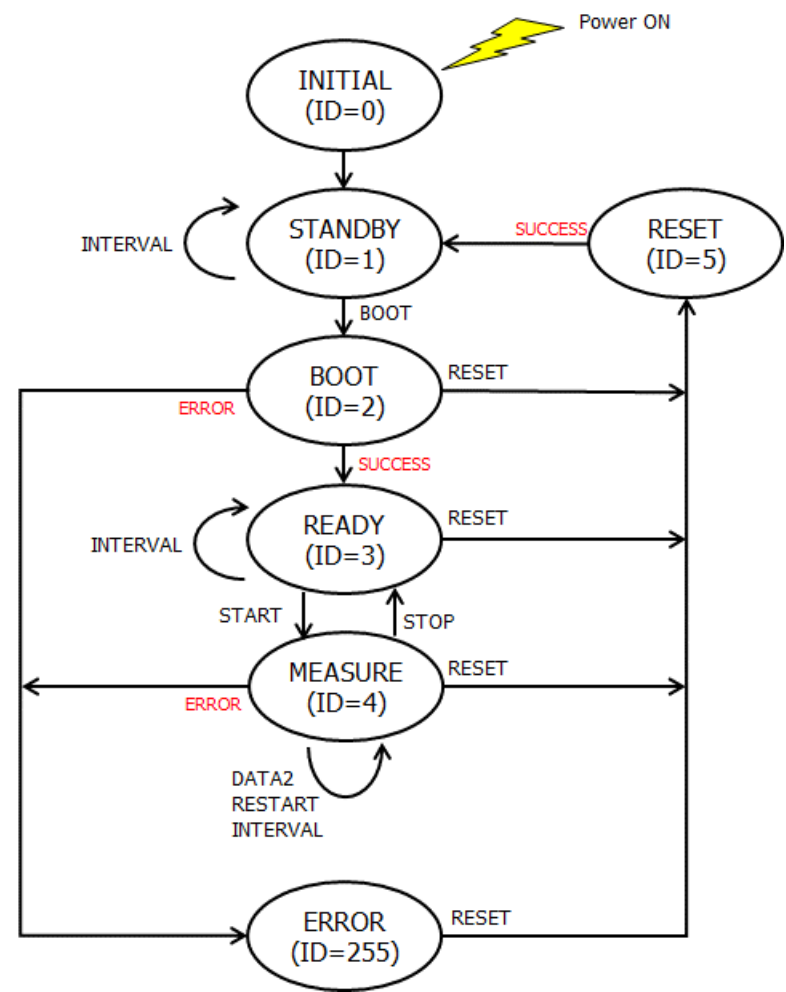 Power ON
INITIAL
(ID=0)
STANDBY
(ID=1)
INTERVAL
SUCCESS
RESET
(ID=5)
BOOT
BOOT
(ID=2)
RESET
ERROR
SUCCESS
READY
(ID=3)
RESET
INTERVAL
START
STOP
MEASURE
(ID=4)
RESET
ERROR
DATA2
RESTART
INTERVAL
ERROR
(ID=255)
RESET